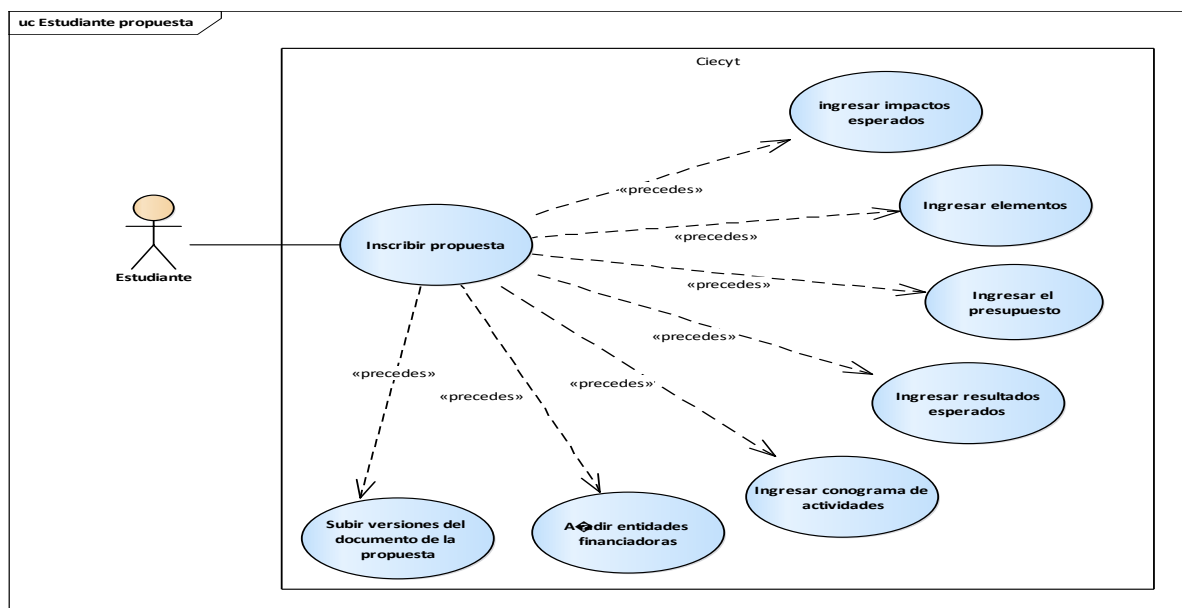 uc Estudiante propuesta
Ciecyt
ingresar impactos
esperados
«precedes»
Ingresar elementos
«precedes»
Inscribir propuesta
Estudiante
«precedes»
Ingresar el
presupuesto
«precedes»
«precedes»
«precedes»
«precedes»
Ingresar resultados
esperados
Ingresar conograma de
actividades
Subir versiones del
documento de la
propuesta
A�adir entidades
financiadoras